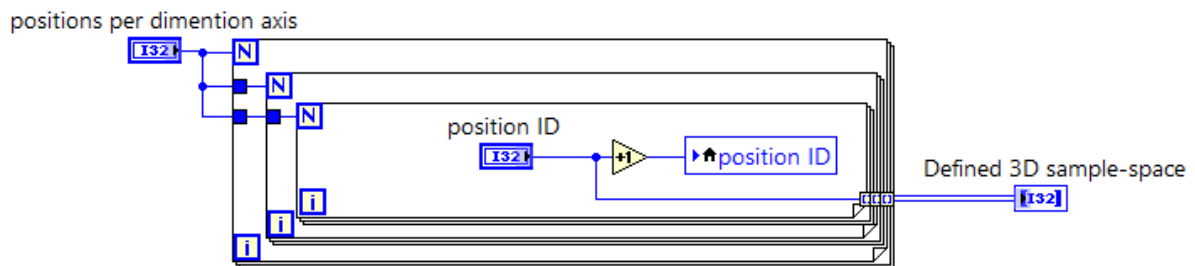 positions per dimention axis
I32
N
N
N
position ID
I32
+1
position ID
Defined 3D sample-space
[I32]
i
i
i